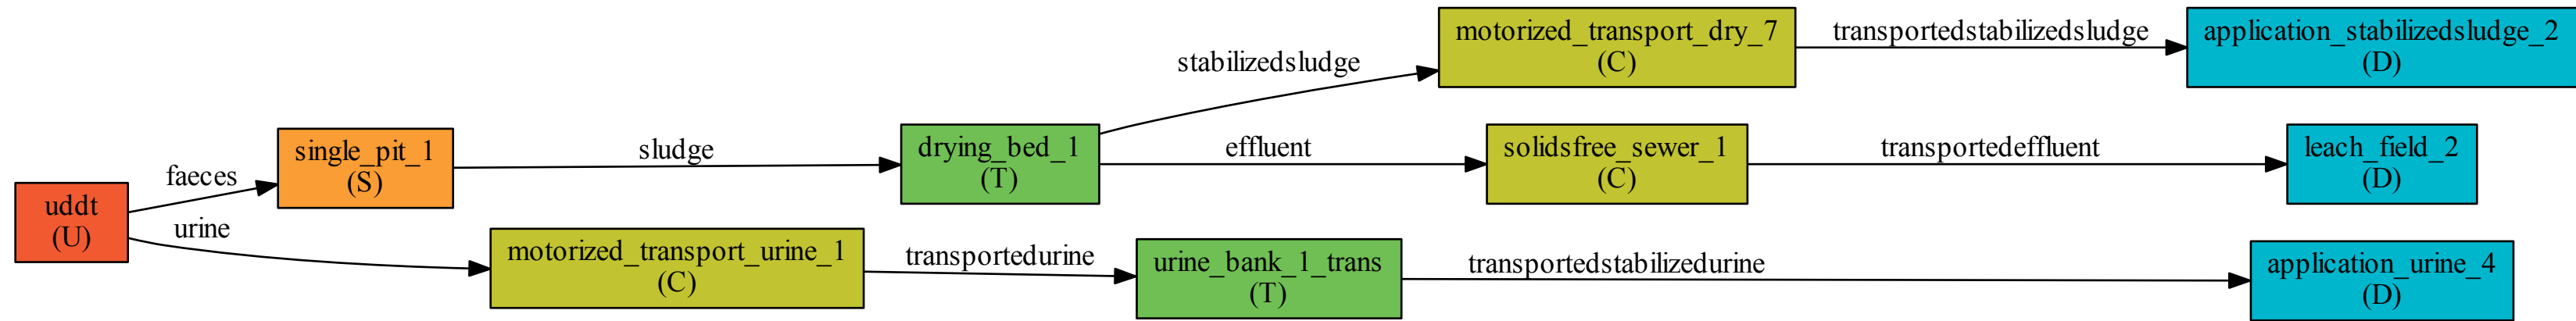 uddt
(U)
faeces
urine
single_pit_1
(S)
sludge
motorized_transport_urine_1
(C)
transportedurine
drying_bed_1
(T)
stabilizedsludge
effluent
urine_bank_1_trans
(T)
transportedstabilizedurine
motorized_transport_dry_7
(C)
transportedstabilizedsludge
solidsfree_sewer_1
(C)
transportedeffluent
application_stabilizedsludge_2
(D)
leach_field_2
(D)
application_urine_4
(D)